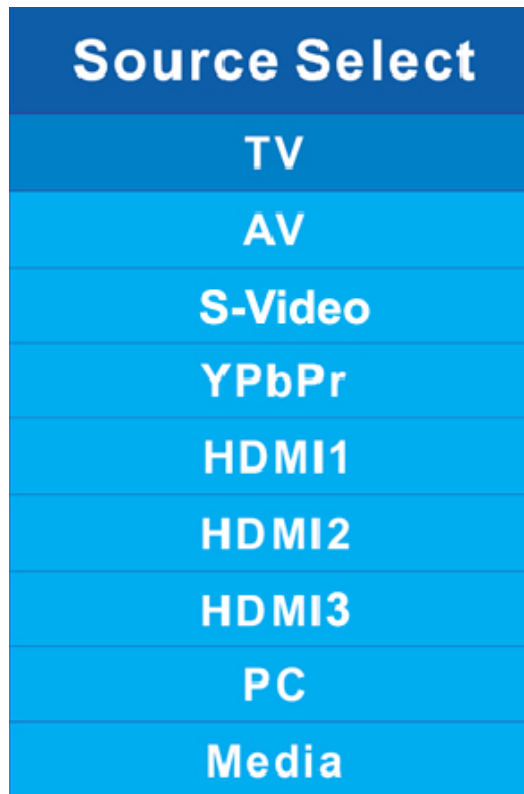 Source Select
TV
AV
S-Video
YPbPr
HDMI1
HDMI2
HDMI3
PC
Media